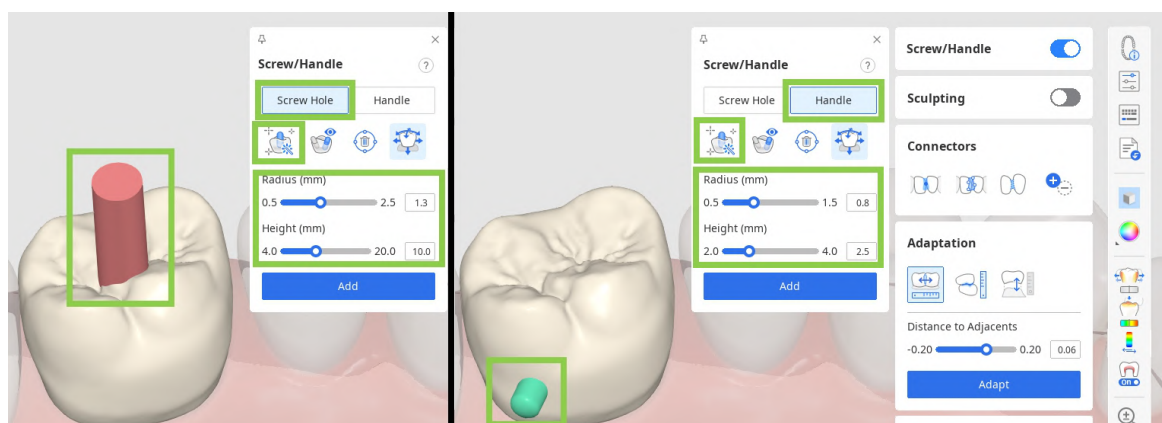 Screw/Handle
?
Screw Hole
Handle
Radius (mm)
0.5 2.5 1.3
Height (mm)
4.0 20.0 10.0
Add
Screw/Handle
?
Screw Hole
Handle
Radius (mm)
0.5 1.5 0.8
Height (mm)
2.0 4.0 2.5
Add
Screw/Handle
Sculpting
Connectors
Adaptation
Distance to Adjacents
-0.20 0.20 0.06
Adapt
ON